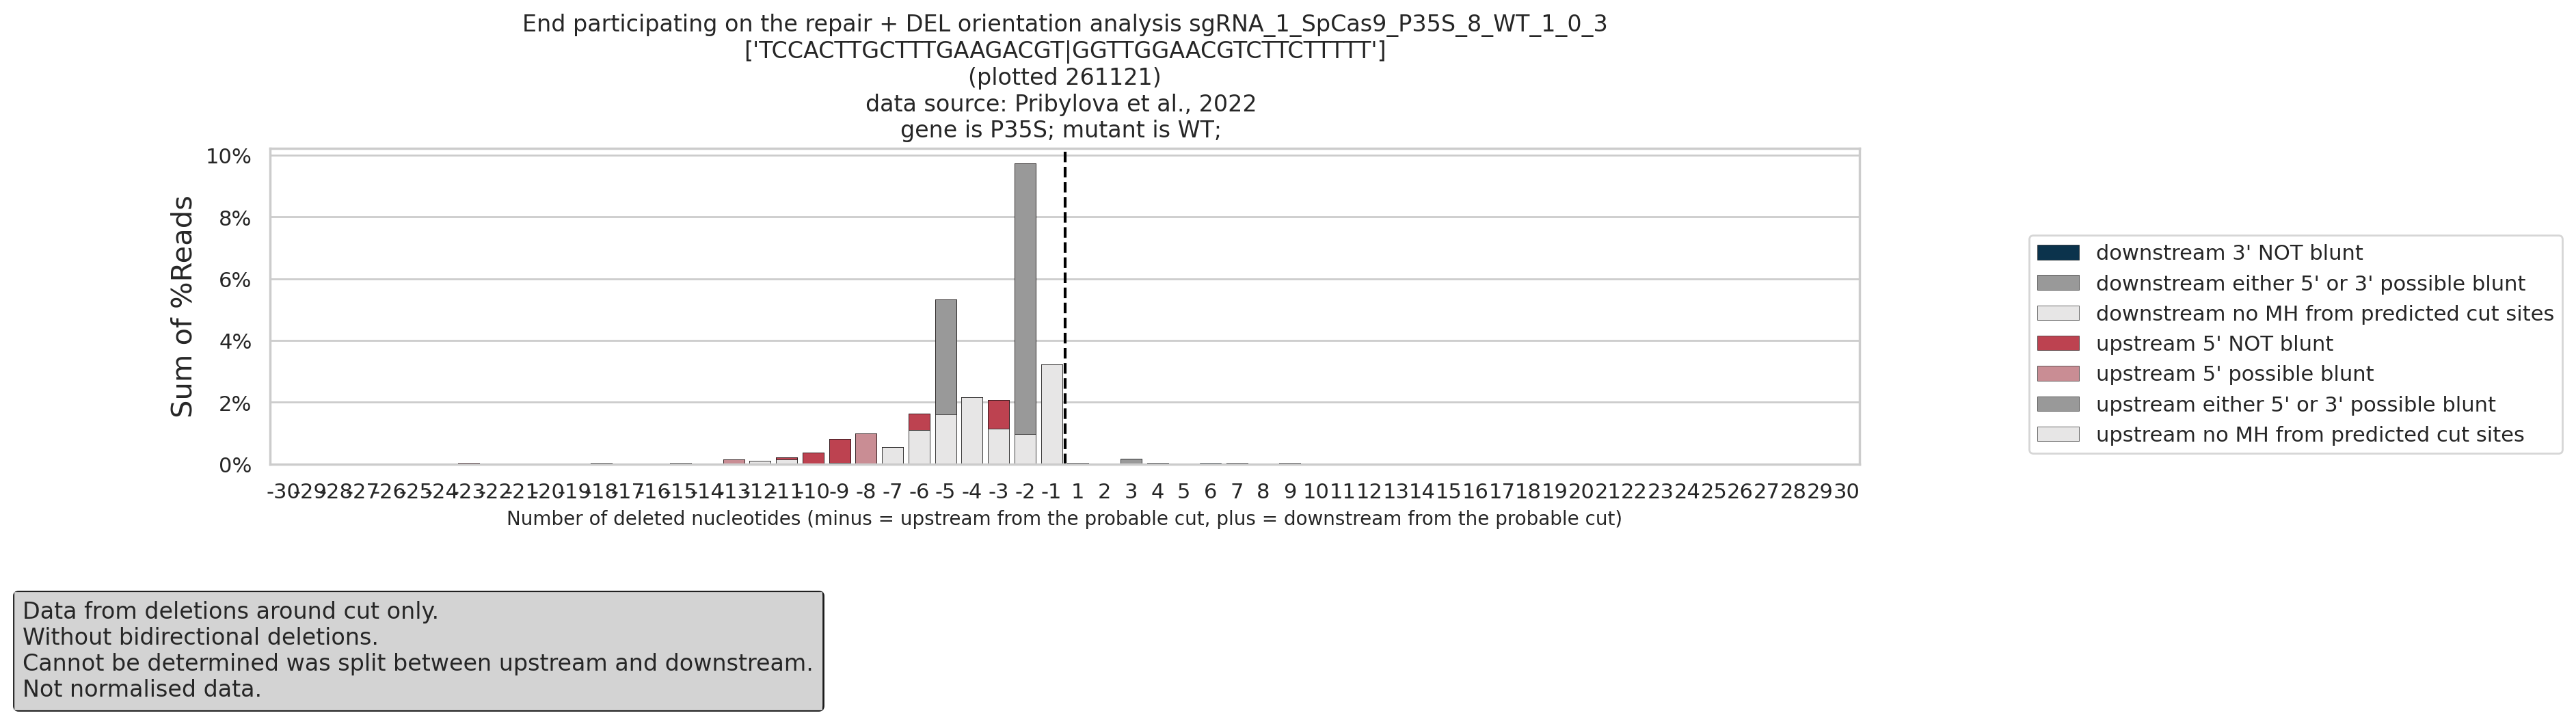 End participating on the repair + DEL orientation analysis sgRNA_1_SpCas9_P35S_8_WT_1_0_3
['TCCACTTGCTTTGAAGACGT|GGTTGGAACGTCTTCTTTTT']
(plotted 261121)
data source: Pribylova et al., 2022
gene is P35S; mutant is WT;
10%
8%
6%
4%
2%
0%
Sum of %Reads
-30 -29 -28 -27 -26 -25 -24 -23 -22 -21 -20 -19 -18 -17 -16 -15 -14 -13 -12 -11 -10 -9 -8 -7 -6 -5 -4 -3 -2 -1 1 2 3 4 5 6 7 8 9 10 11 12 13 14 15 16 17 18 19 20 21 22 23 24 25 26 27 28 29 30
Number of deleted nucleotides (minus = upstream from the probable cut, plus = downstream from the probable cut)
downstream 3' NOT blunt
downstream either 5' or 3' possible blunt
downstream no MH from predicted cut sites
upstream 5' NOT blunt
upstream 5' possible blunt
upstream either 5' or 3' possible blunt
upstream no MH from predicted cut sites
Data from deletions around cut only.
Without bidirectional deletions.
Cannot be determined was split between upstream and downstream.
Not normalised data.